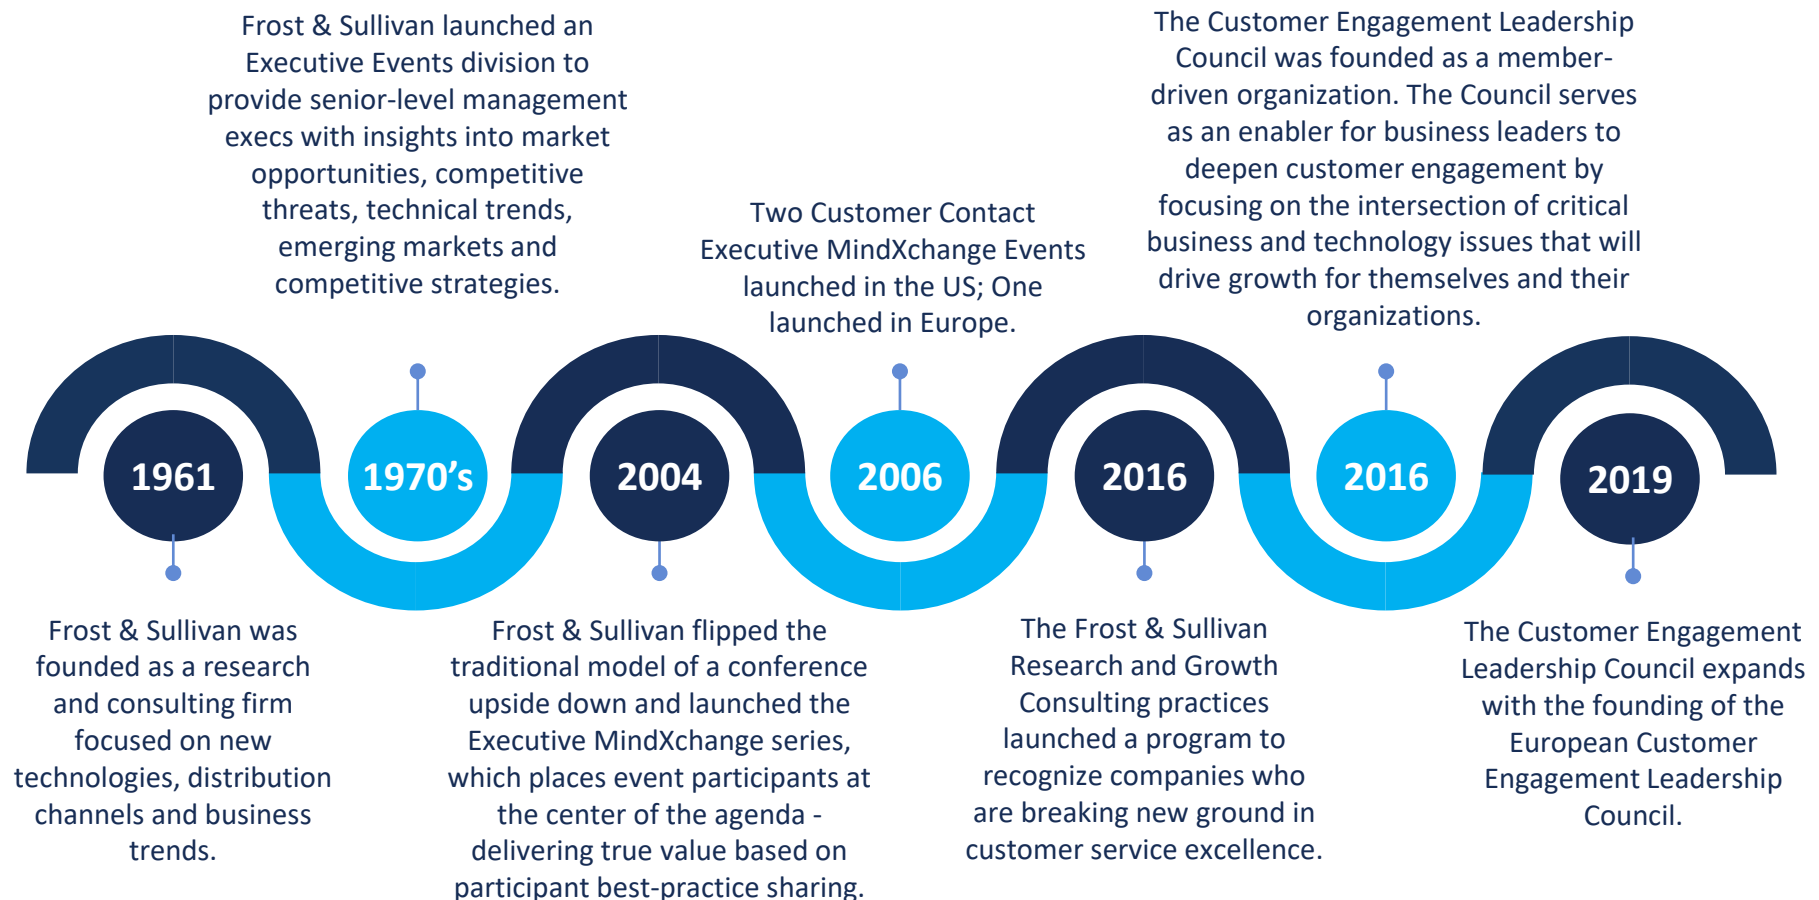 Frost & Sullivan launched an
Executive Events division to
provide senior-level management
execs with insights into market
opportunities, competitive
threats, technical trends,
emerging markets and
competitive strategies.
Two Customer Contact
Executive MindXchange Events
launched in the US; One
launched in Europe.
The Customer Engagement Leadership
Council was founded as a member-
driven organization. The Council serves
as an enabler for business leaders to
deepen customer engagement by
focusing on the intersection of critical
business and technology issues that will
drive growth for themselves and their
organizations.
1961
1970’s
2004
2006
2016
2016
2019
Frost & Sullivan was
founded as a research
and consulting firm
focused on new
technologies, distribution
channels and business
trends.
Frost & Sullivan flipped the
traditional model of a conference
upside down and launched the
Executive MindXchange series,
which places event participants at
the center of the agenda -
delivering true value based on
participant best-practice sharing.
The Frost & Sullivan
Research and Growth
Consulting practices
launched a program to
recognize companies who
are breaking new ground in
customer service excellence.
The Customer Engagement
Leadership Council expands
with the founding of the
European Customer
Engagement Leadership
Council.